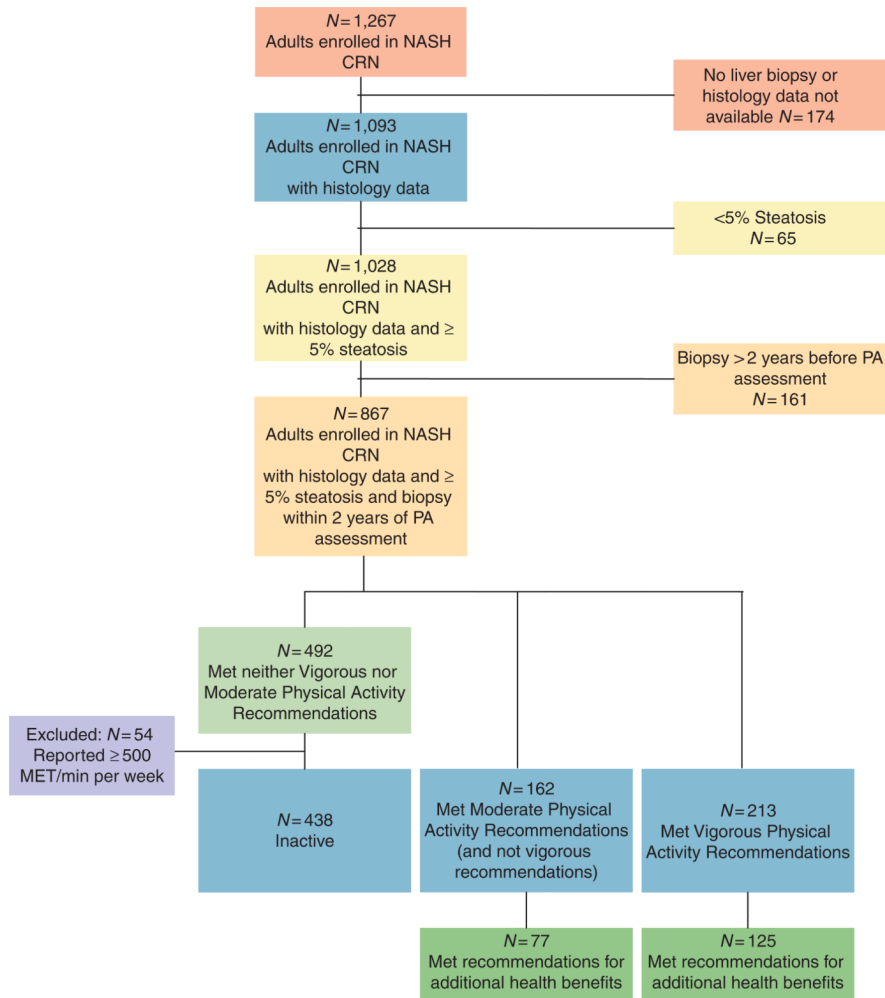 N=1,267
Adults enrolled in NASH
CRN
No liver biopsy or
histology data not
available N=174
N=1,093
Adults enrolled in NASH
CRN
with histology data
<5% Steatosis
N=65
N=1,028
Adults enrolled in NASH
CRN
with histology data and ≥
5% steatosis
Biopsy >2 years before PA
assessment
N=161
N=867
Adults enrolled in NASH
CRN
with histology data and ≥
5% steatosis and biopsy
within 2 years of PA
assessment
N=492
Met neither Vigorous nor
Moderate Physical Activity
Recommendations
Excluded: N=54
Reported ≥500
MET/min per week
N=438
Inactive
N=162
Met Moderate Physical
Activity Recommendations
(and not vigorous
recommendations)
N=213
Met Vigorous Physical
Activity Recommendations
N=77
Met recommendations for
additional health benefits
N=125
Met recommendations for
additional health benefits